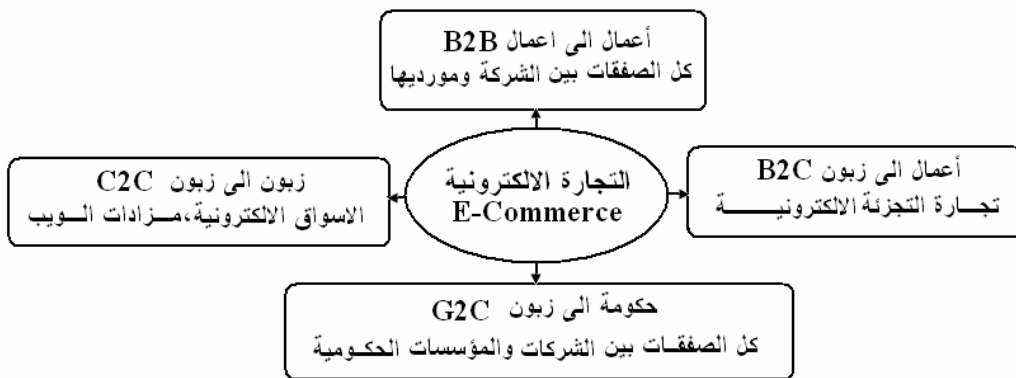 أعمال الى اعمال B2B
كل الصفقات بين الشركة ومورديها
التجارة الالكترونية
E-Commerce
أعمال الى زبون B2C
تجارة التجزئة الالكترونية
زبون الى زبون C2C
الاسواق الالكترونية،مزادات الويب
حكومة الى زبون G2C
كل الصفقات بين الشركات والمؤسسات الحكومية